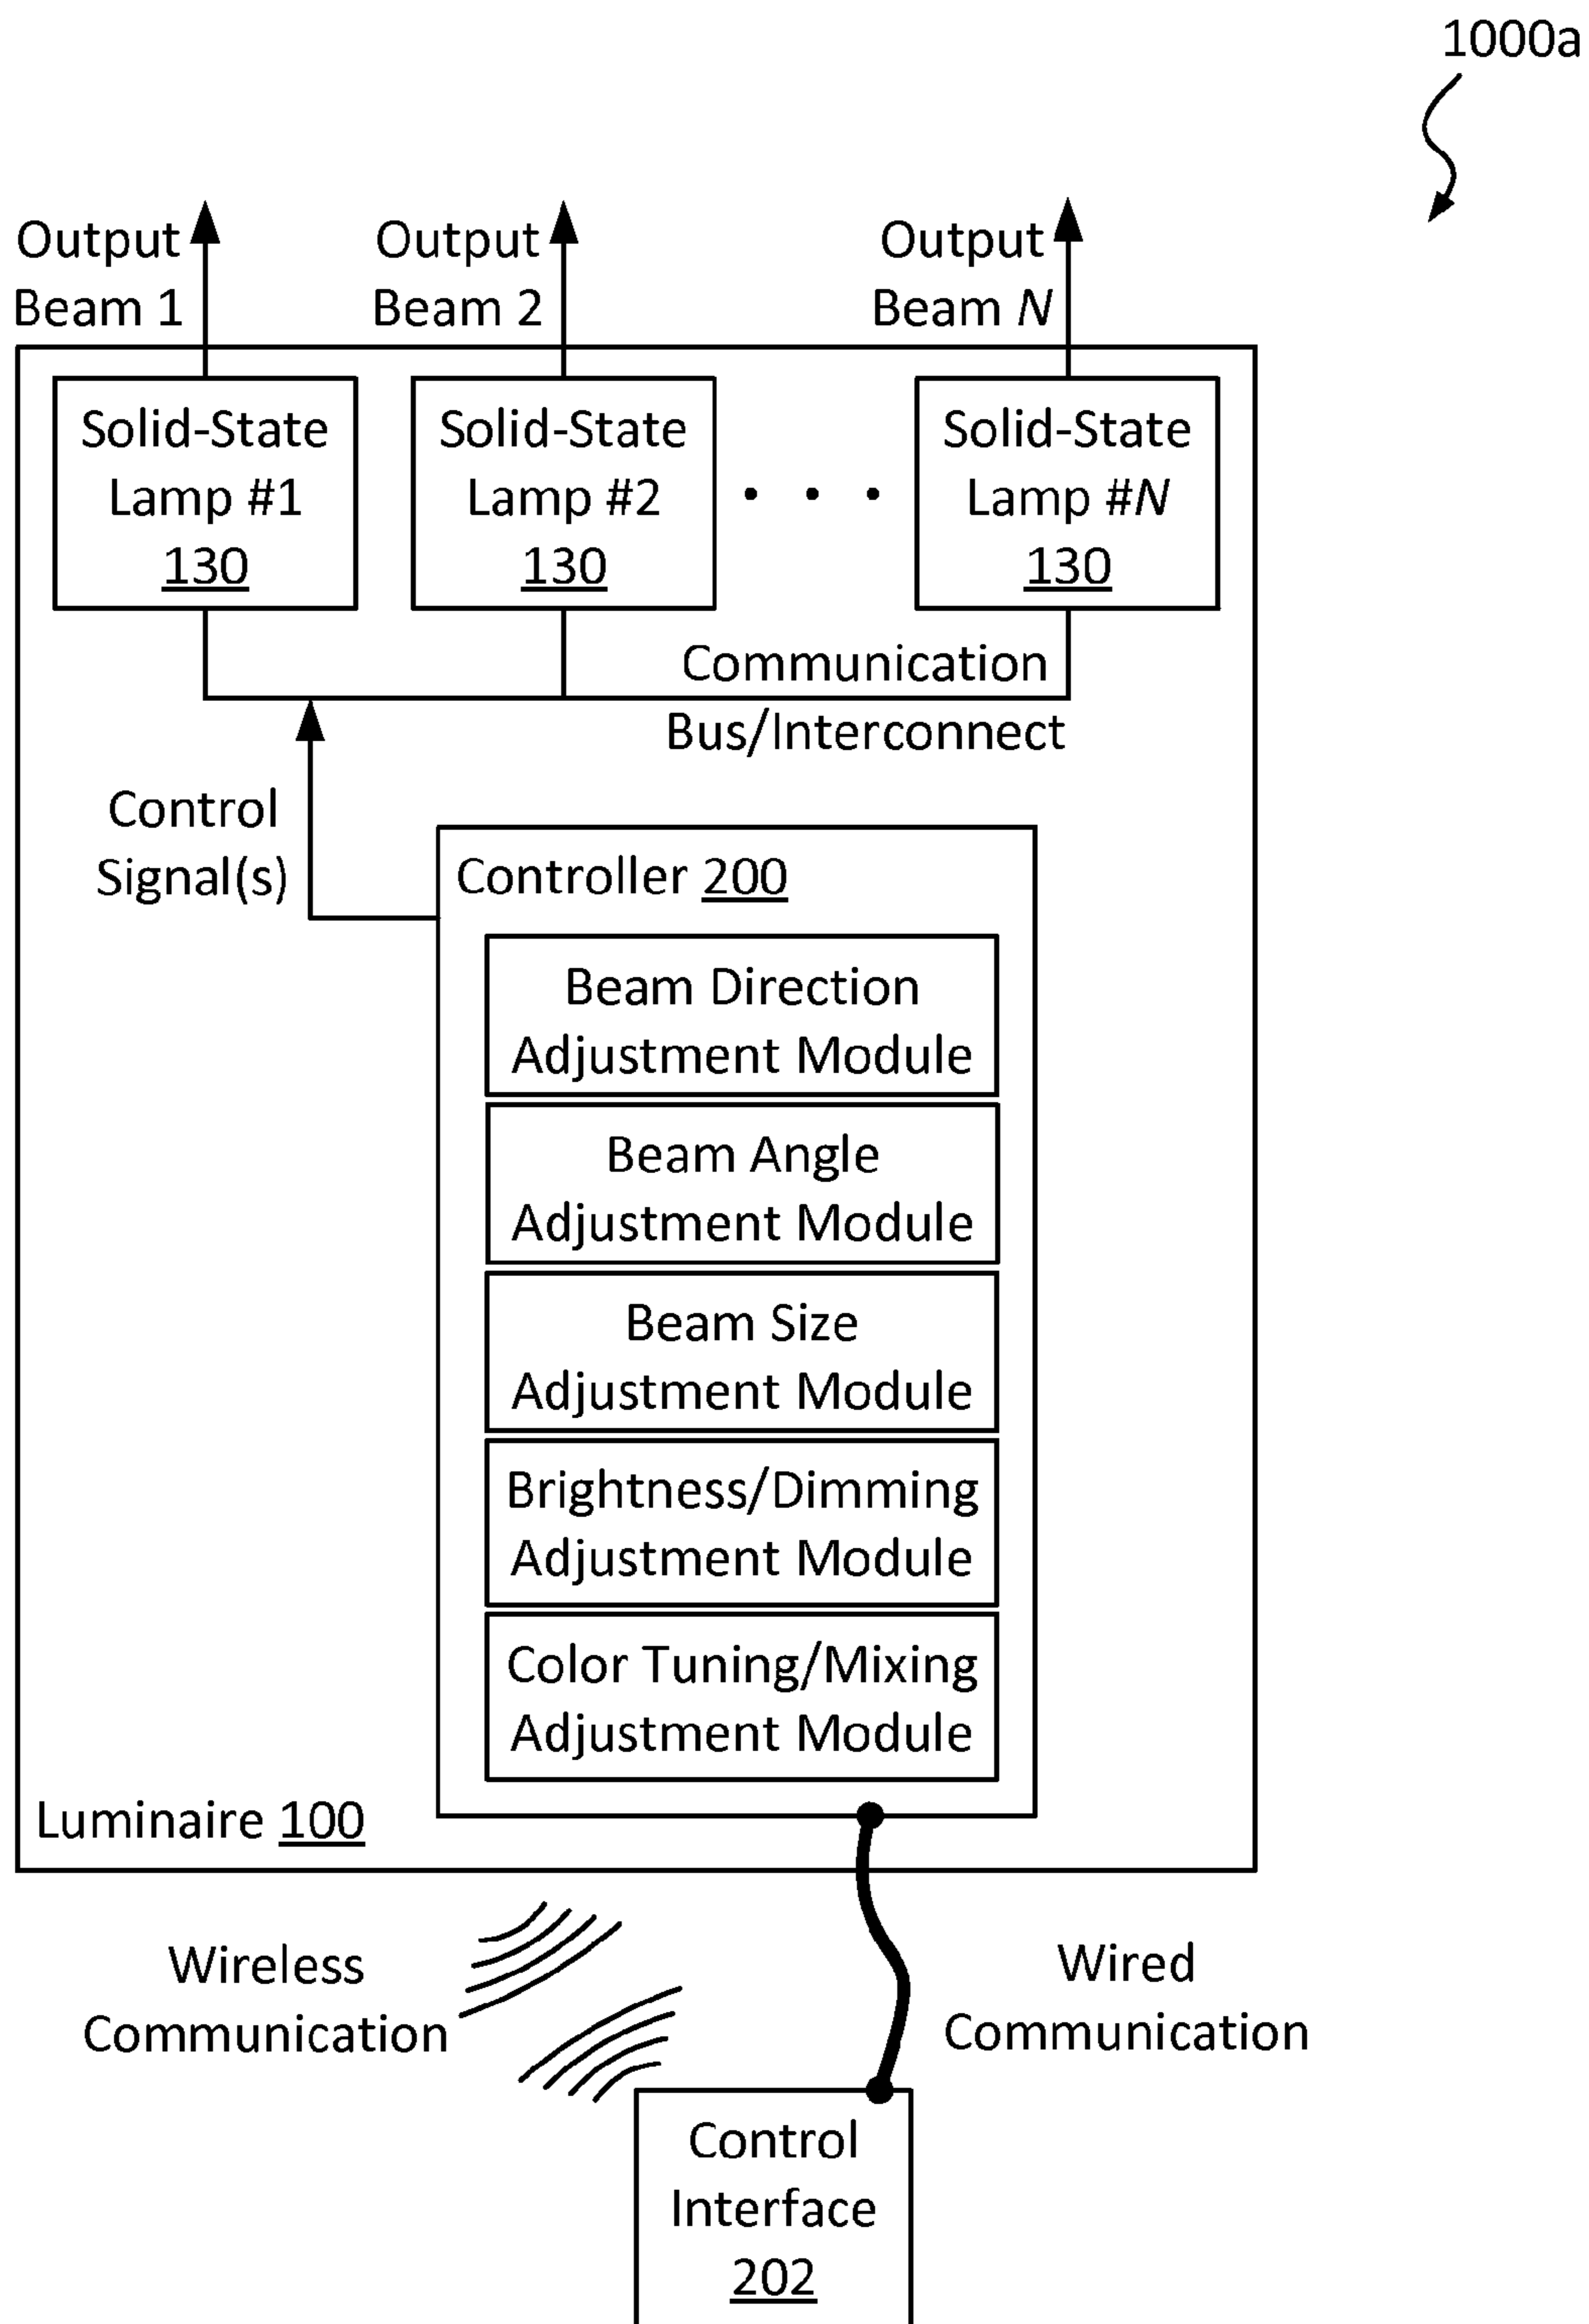 1000a
Output
Beam 1
Output
Beam 2
Output
Beam N
Solid-State
Lamp #1
130
Solid-State
Lamp #2
130
Solid-State
Lamp #N
130
Communication
Bus/Interconnect
Control
Signal(s)
Controller 200
Beam Direction
Adjustment Module
Beam Angle
Adjustment Module
Beam Size
Adjustment Module
Brightness/Dimming
Adjustment Module
Color Tuning/Mixing
Adjustment Module
Luminaire 100
Wireless
Communication
Wired
Communication
Control
Interface
202